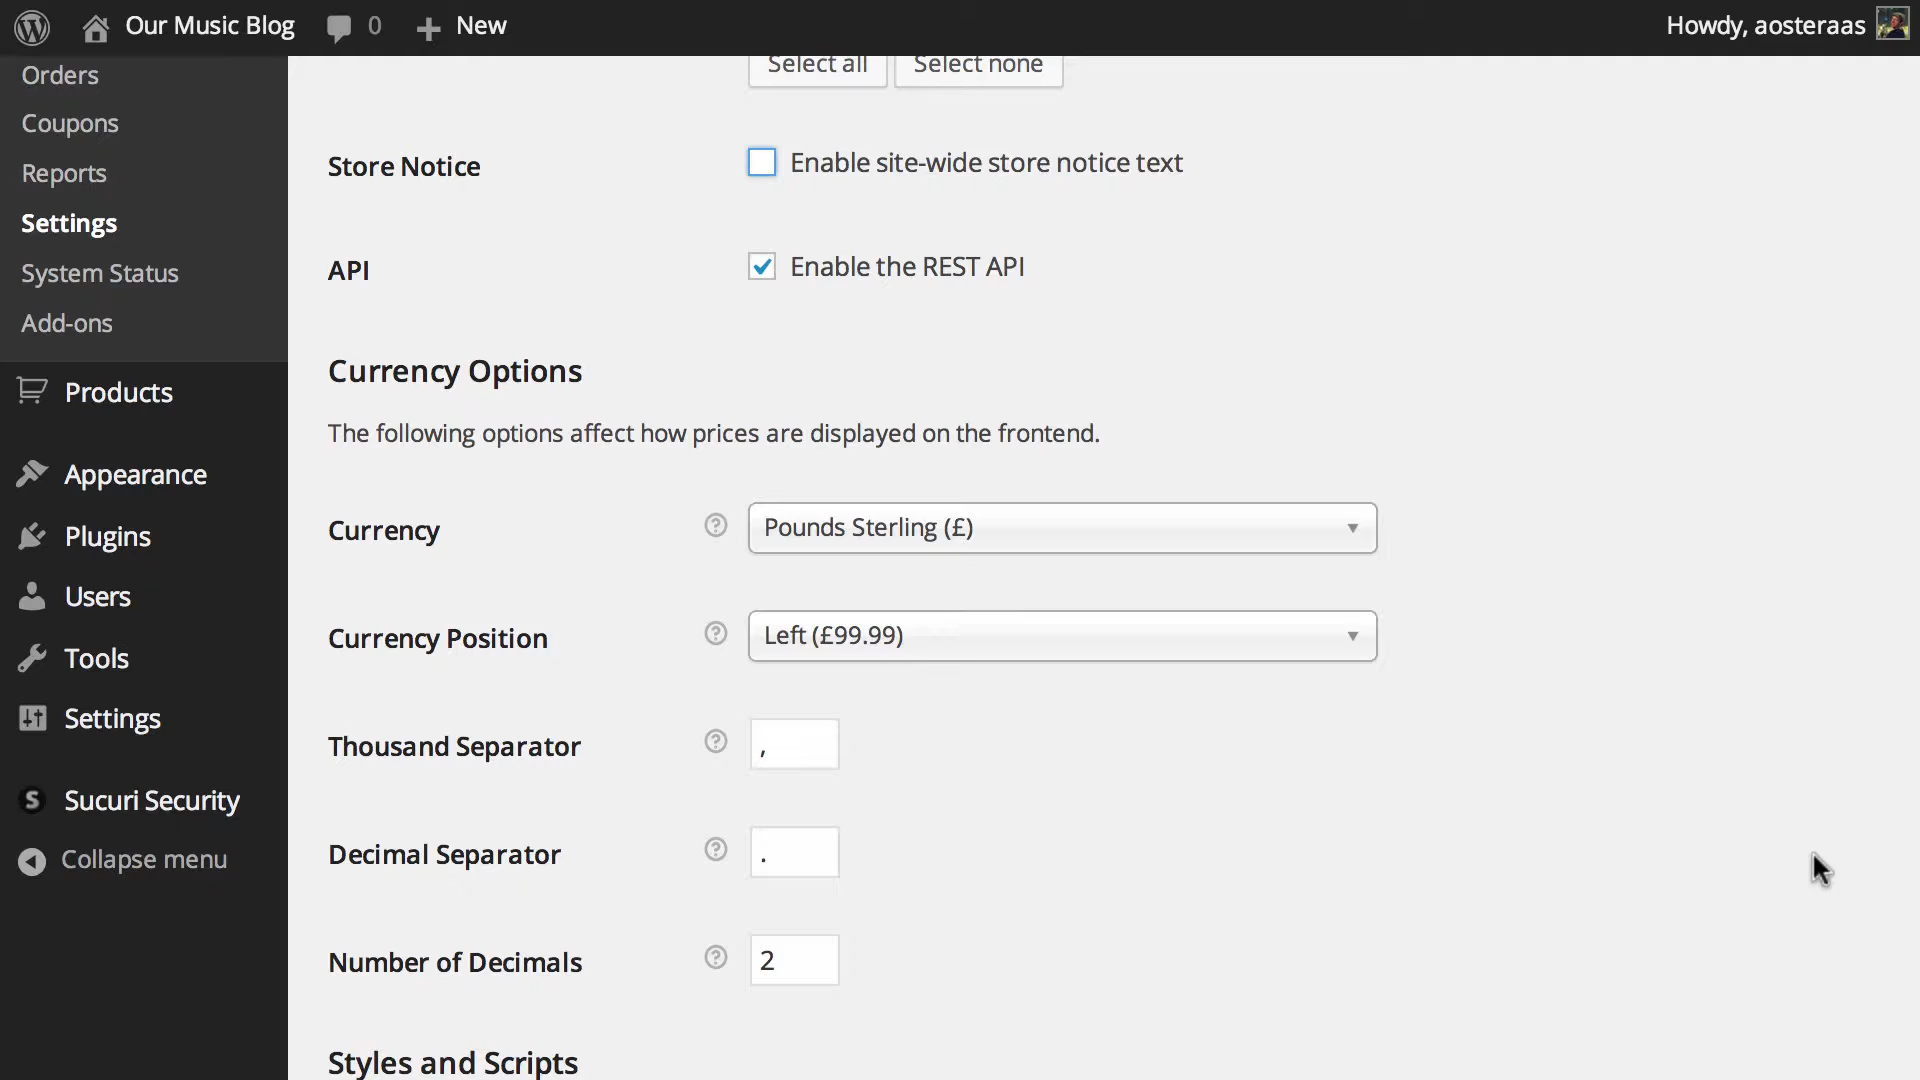 Our Music Blog 0 New Howdy, aosteraas
Orders
Coupons
Reports
Settings
System Status
Add-ons
Products
Appearance
Plugins
Users
Tools
Settings
Sucuri Security
Collapse menu
Select all Select none
Store Notice Enable site-wide store notice text
API Enable the REST API
Currency Options
The following options affect how prices are displayed on the frontend.
Currency ? Pounds Sterling (£)
Currency Position ? Left (£99.99)
Thousand Separator ? ,
Decimal Separator ? .
Number of Decimals ? 2
Styles and Scripts